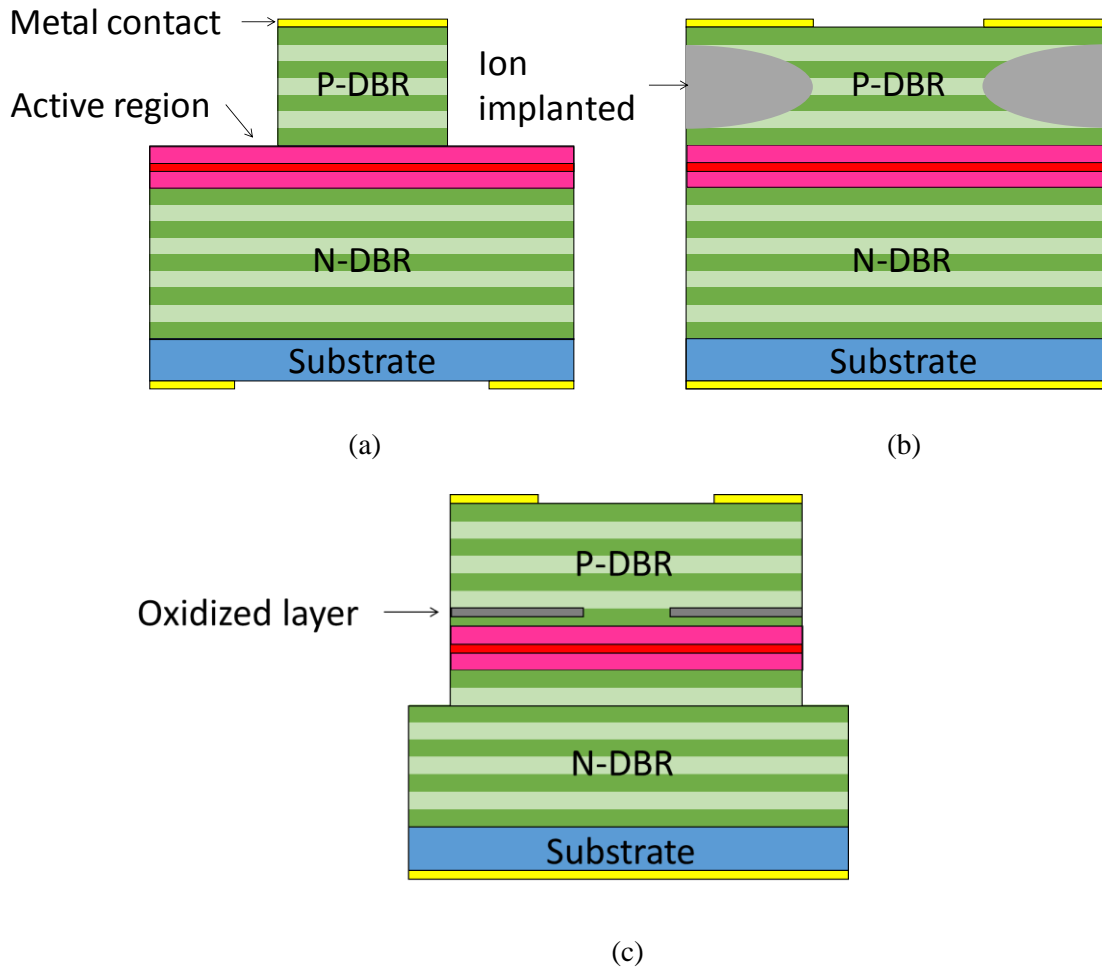 Metal contact
P-DBR
Active region
N-DBR
Substrate
(a)
Ion
implanted
P-DBR
N-DBR
Substrate
(b)
P-DBR
Oxidized layer
N-DBR
Substrate
(c)